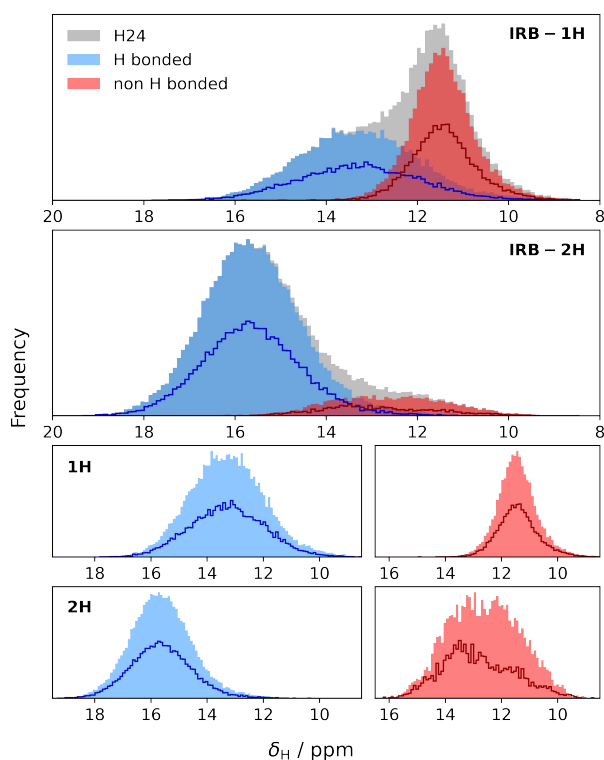 H24
H bonded
non H bonded
IRB – 1H
20 18 16 14 12 10 8
IRB – 2H
20 18 16 14 12 10 8
Frequency
1H
18 16 14 12 10
16 14 12 10
2H
18 16 14 12 10
16 14 12 10
δH / ppm